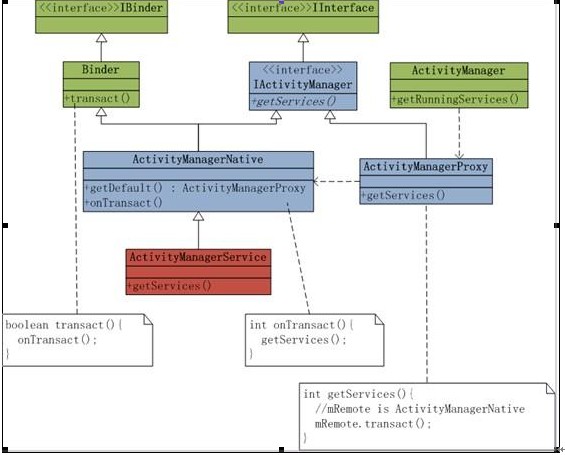 <<interface>>IBinder
<<interface>>IInterface
Binder
+transact()
<<interface>>
IActivityManager
+getServices()
ActivityManager
+getRunningServices()
ActivityManagerNative
+getDefault() : ActivityManagerProxy
+onTransact()
ActivityManagerProxy
+getServices()
ActivityManagerService
+getServices()
boolean transact(){
onTransact();
}
int onTransact(){
getServices();
}
int getServices(){
//mRemote is ActivityManagerNative
mRemote.transact();
}